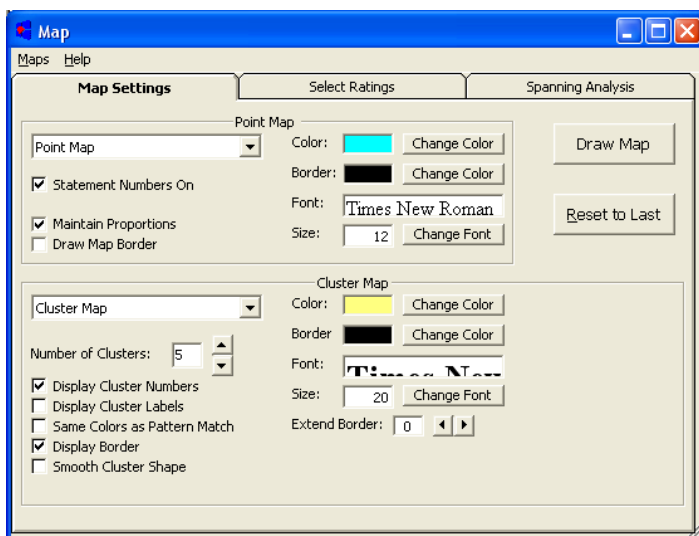 Map
Maps Help
Map Settings
Select Ratings
Spanning Analysis
Point Map
Point Map
Color:
Change Color
Statement Numbers On
Border:
Change Color
Maintain Proportions
Font:
Times New Roman
Draw Map Border
Size:
12
Change Font
Draw Map
Reset to Last
Cluster Map
Cluster Map
Color:
Change Color
Number of Clusters:
5
Border
Change Color
Display Cluster Numbers
Font:
Times New
Display Cluster Labels
Size:
20
Change Font
Same Colors as Pattern Match
Extend Border:
0
Display Border
Smooth Cluster Shape